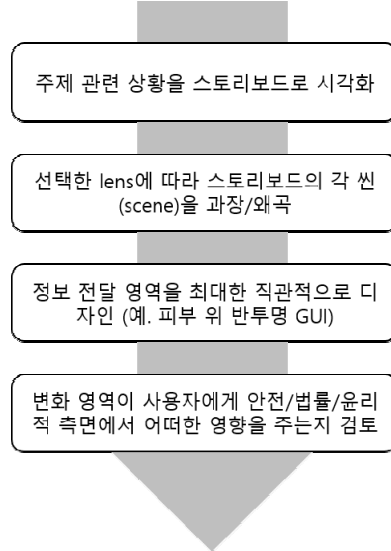 주제 관련 상황을 스토리보드로 시각화
선택한 lens에 따라 스토리보드의 각 씬
(scene)을 과장/왜곡
정보 전달 영역을 최대한 직관적으로 디
자인 (예. 피부 위 반투명 GUI)
변화 영역이 사용자에게 안전/법률/윤리
적 측면에서 어떠한 영향을 주는지 검토